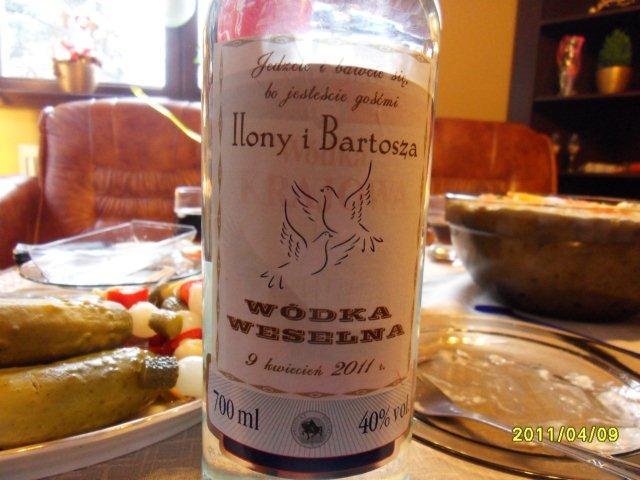 Jedzcie i bawcie się,
bo jesteście gośćmi
Ilony i Bartosza
WÓDKA
WESELNA
9 kwiecień 2011 r.
700 ml
40% vol.
2011/04/09